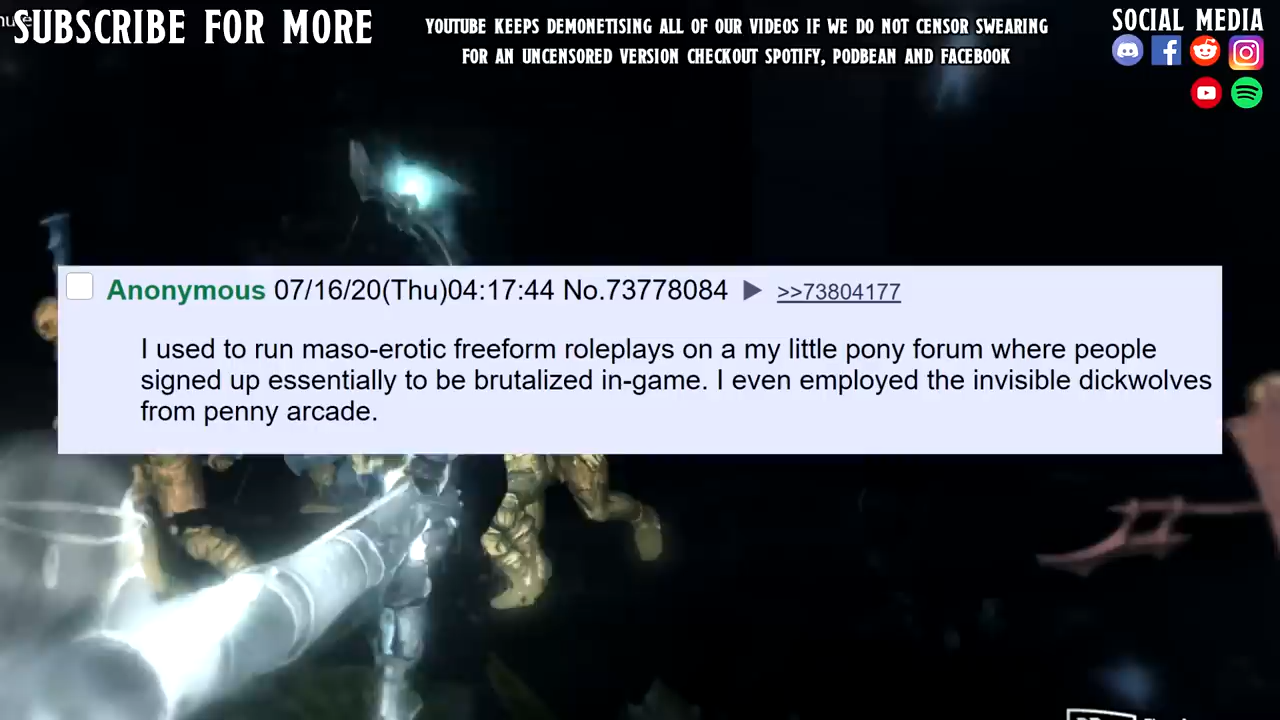 SUBSCRIBE FOR MORE
YOUTUBE KEEPS DEMONETISING ALL OF OUR VIDEOS IF WE DO NOT CENSOR SWEARING
FOR AN UNCENSORED VERSION CHECKOUT SPOTIFY, PODBEAN AND FACEBOOK
SOCIAL MEDIA
Anonymous 07/16/20(Thu)04:17:44 No.73778084 ▶ >>73804177
I used to run maso-erotic freeform roleplays on a my little pony forum where people
signed up essentially to be brutalized in-game. I even employed the invisible dickwolves
from penny arcade.